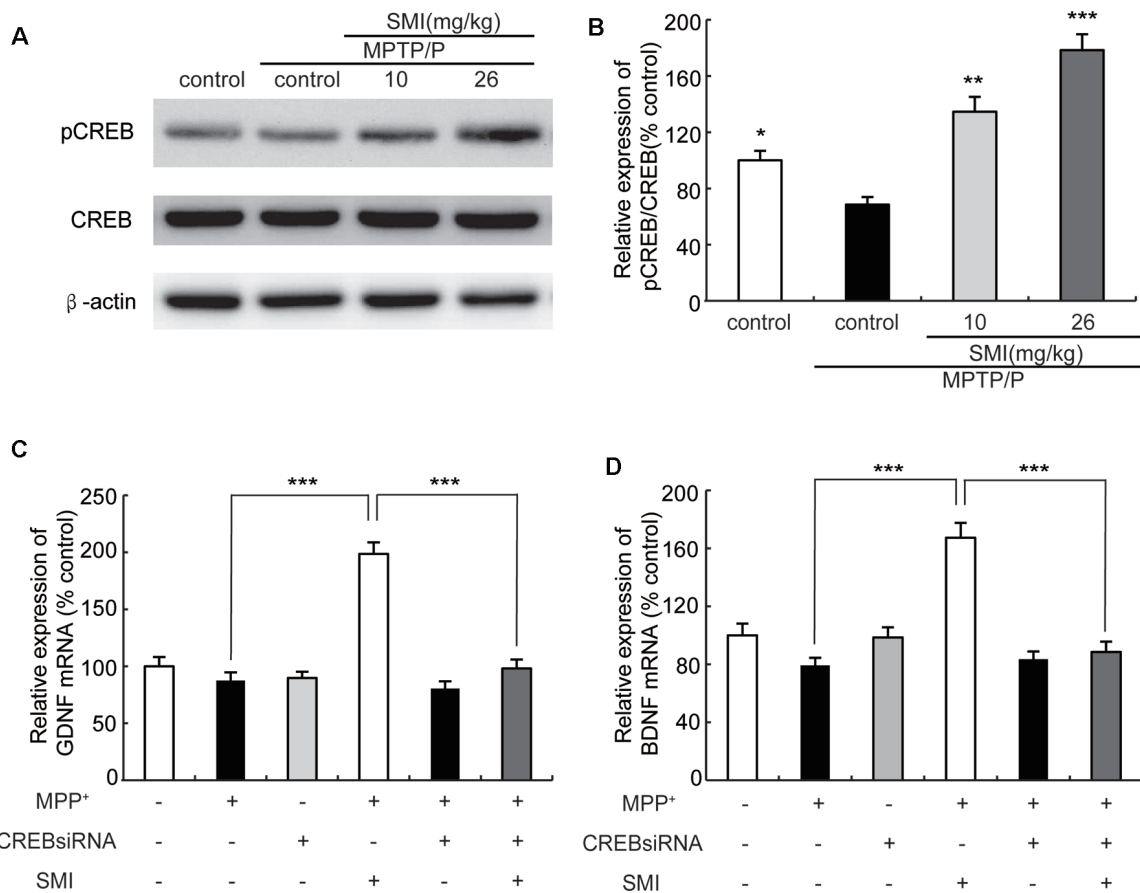 A
SMI(mg/kg)
MPTP/P
control control 10 26
pCREB
CREB
β -actin
B
Relative expression of
pCREB/CREB(% control)
200
160
120
80
40
0
*
**
***
control control 10 26
SMI(mg/kg)
MPTP/P
C
Relative expression of
GDNF mRNA (% control)
250
200
150
100
50
0
*** ***
MPP⁺ - + - + + +
CREBsiRNA - - + - + +
SMI - - - + - +
D
Relative expression of
BDNF mRNA (% control)
200
160
120
80
40
0
*** ***
MPP⁺ - + - + + +
CREBsiRNA - - + - + +
SMI - - - + - +